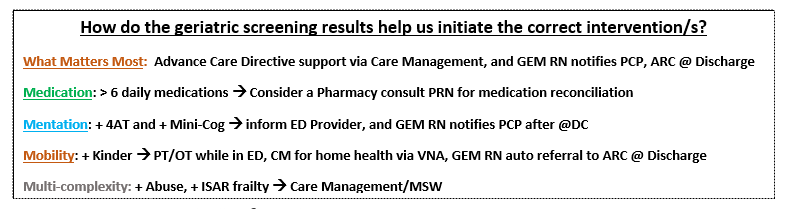 How do the geriatric screening results help us initiate the correct intervention/s?
What Matters Most:  Advance Care Directive support via Care Management, and GEM RN notifies PCP, ARC @ Discharge
Medication: > 6 daily medications → Consider a Pharmacy consult PRN for medication reconciliation
Mentation: + 4AT and + Mini-Cog → inform ED Provider, and GEM RN notifies PCP after @DC
Mobility: + Kinder → PT/OT while in ED, CM for home health via VNA, GEM RN auto referral to ARC @ Discharge
Multi-complexity: + Abuse, + ISAR frailty → Care Management/MSW